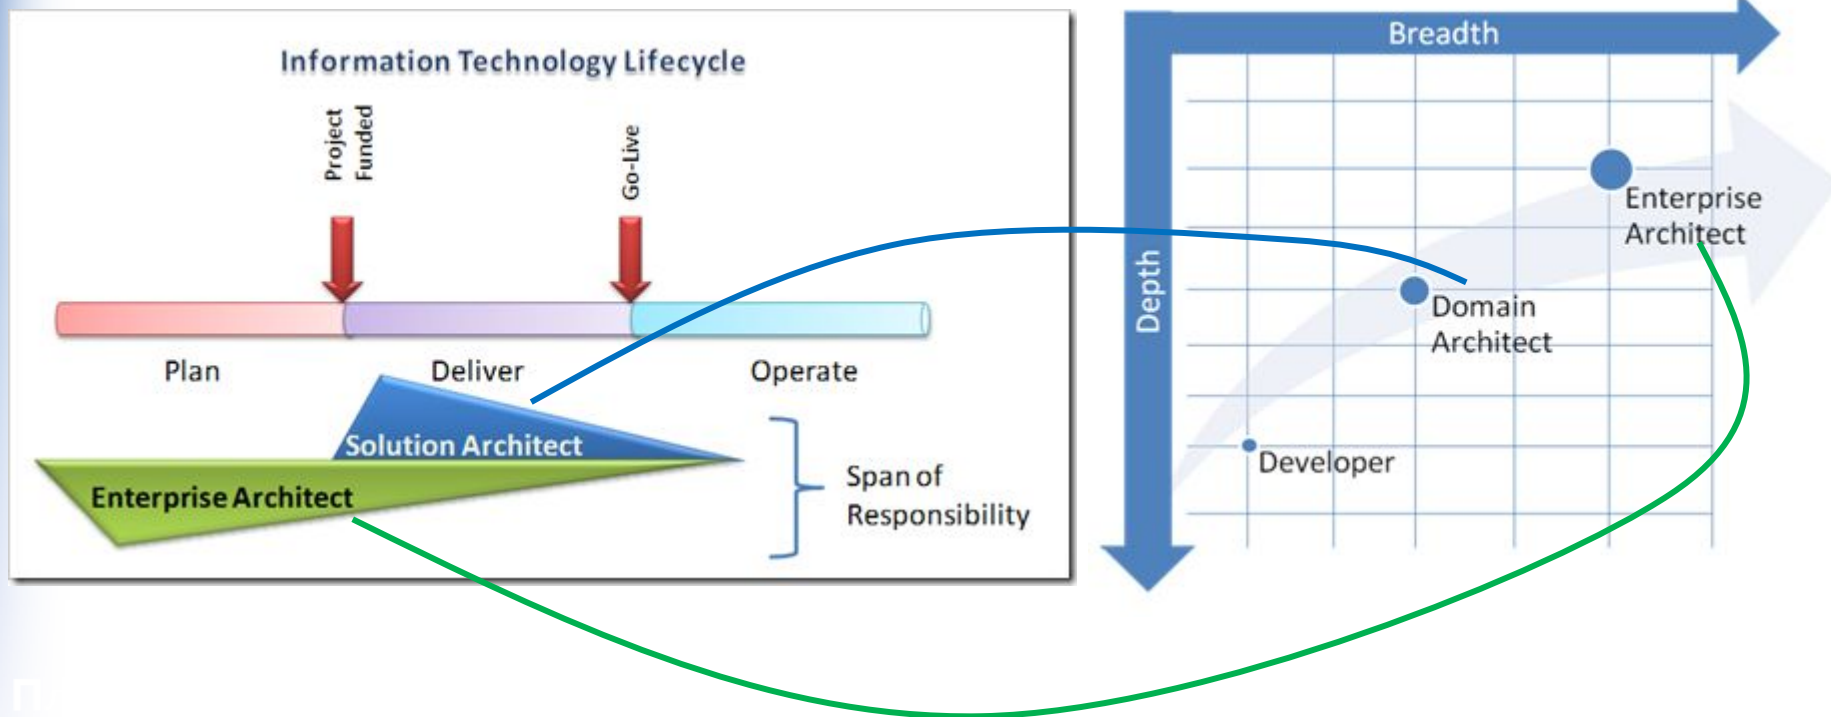 Information Technology Lifecycle
Project
Funded
Go-Live
Plan
Deliver
Operate
Solution Architect
Enterprise Architect
Span of
Responsibility
Breadth
Depth
Enterprise
Architect
Domain
Architect
Developer